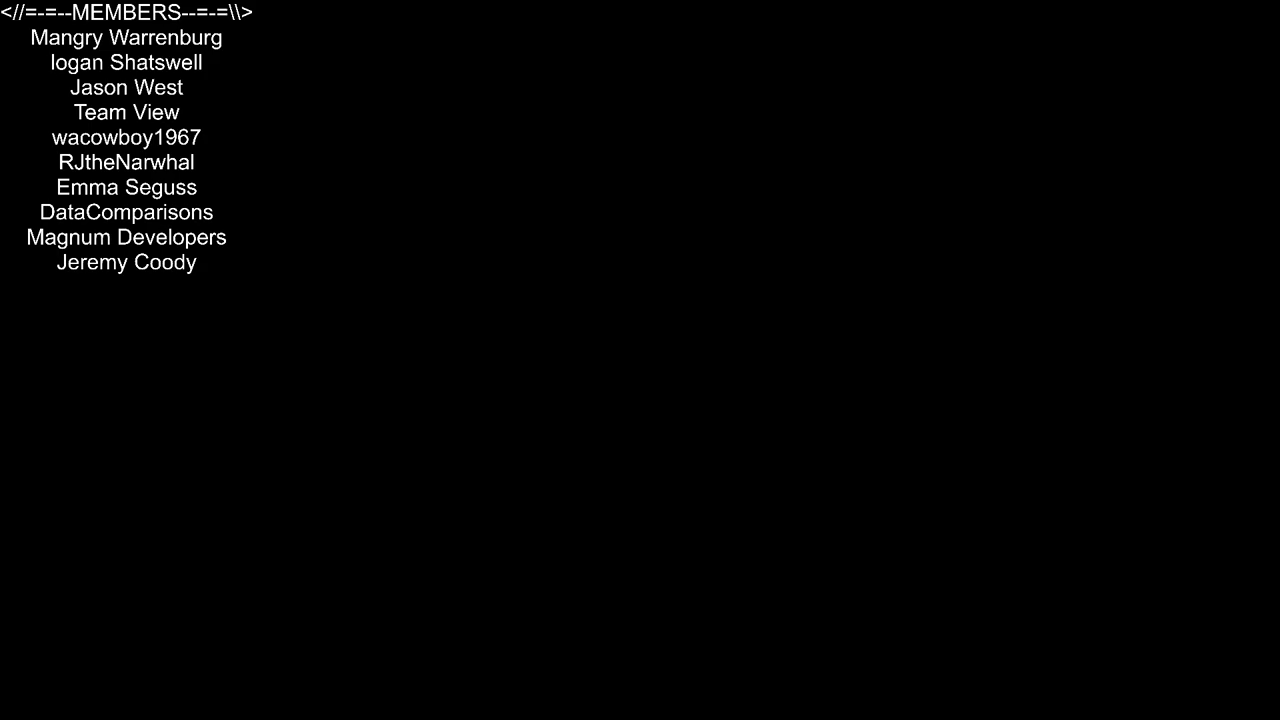 <//=-=--MEMBERS--=-=\\>
Mangry Warrenburg
logan Shatswell
Jason West
Team View
wacowboy1967
RJtheNarwhal
Emma Seguss
DataComparisons
Magnum Developers
Jeremy Coody